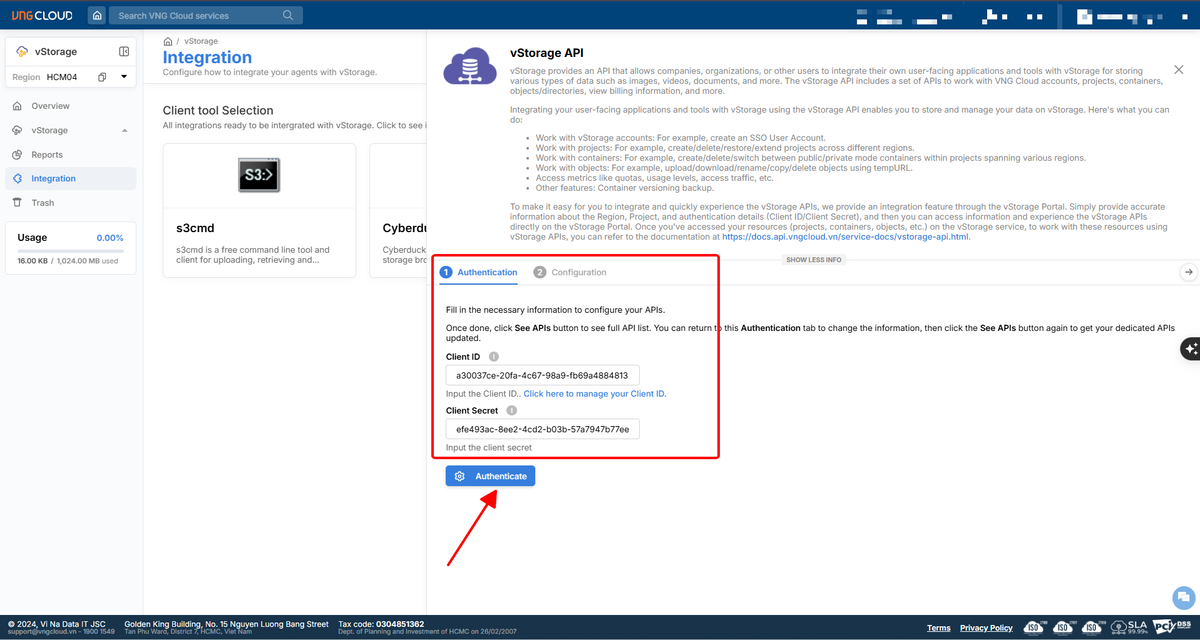 VNGCLOUD
Search VNG Cloud services
vStorage
Region HCM04
Overview
vStorage
Reports
Integration
Trash
Usage 0.00%
16.00 KB / 1,024.00 MB used
/ vStorage
Integration
Configure how to integrate your agents with vStorage.
Client tool Selection
All integrations ready to be intergrated with vStorage. Click to see i
S3:>
s3cmd
s3cmd is a free command line tool and
client for uploading, retrieving and...
Cyberdu
Cyberduck
storage bro
vStorage API
vStorage provides an API that allows companies, organizations, or other users to integrate their own user-facing applications and tools with vStorage for storing
various types of data such as images, videos, documents, and more. The vStorage API includes a set of APIs to work with VNG Cloud accounts, projects, containers,
objects/directories, view billing information, and more.
Integrating your user-facing applications and tools with vStorage using the vStorage API enables you to store and manage your data on vStorage. Here's what you can
do:
• Work with vStorage accounts: For example, create an SSO User Account.
• Work with projects: For example, create/delete/restore/extend projects across different regions.
• Work with containers: For example, create/delete/switch between public/private mode containers within projects spanning various regions.
• Work with objects: For example, upload/download/rename/copy/delete objects using tempURL.
• Access metrics like quotas, usage levels, access traffic, etc.
• Other features: Container versioning backup.
To make it easy for you to integrate and quickly experience the vStorage APIs, we provide an integration feature through the vStorage Portal. Simply provide accurate
information about the Region, Project, and authentication details (Client ID/Client Secret), and then you can access information and experience the vStorage APIs
directly on the vStorage Portal. Once you've accessed your resources (projects, containers, objects, etc.) on the vStorage service, to work with these resources using
vStorage APIs, you can refer to the documentation at https://docs.api.vngcloud.vn/service-docs/vstorage-api.html.
SHOW LESS INFO
1 Authentication 2 Configuration
Fill in the necessary information to configure your APIs.
Once done, click See APIs button to see full API list. You can return to this Authentication tab to change the information, then click the See APIs button again to get your dedicated APIs
updated.
Client ID
a30037ce-20fa-4c67-98a9-fb69a4884813
Input the Client ID.. Click here to manage your Client ID.
Client Secret
efe493ac-8ee2-4cd2-b03b-57a7947b77ee
Input the client secret
Authenticate
© 2024, Vi Na Data IT JSC
support@vngcloud.vn - 1900 1549
Golden King Building, No. 15 Nguyen Luong Bang Street
Tan Phu Ward, District 7, HCMC, Viet Nam
Tax code: 0304851362
Dept. of Planning and Investment of HCMC on 26/02/2007
Terms Privacy Policy
ISO
ISO
ISO
SLA
99.99%
PCI DSS